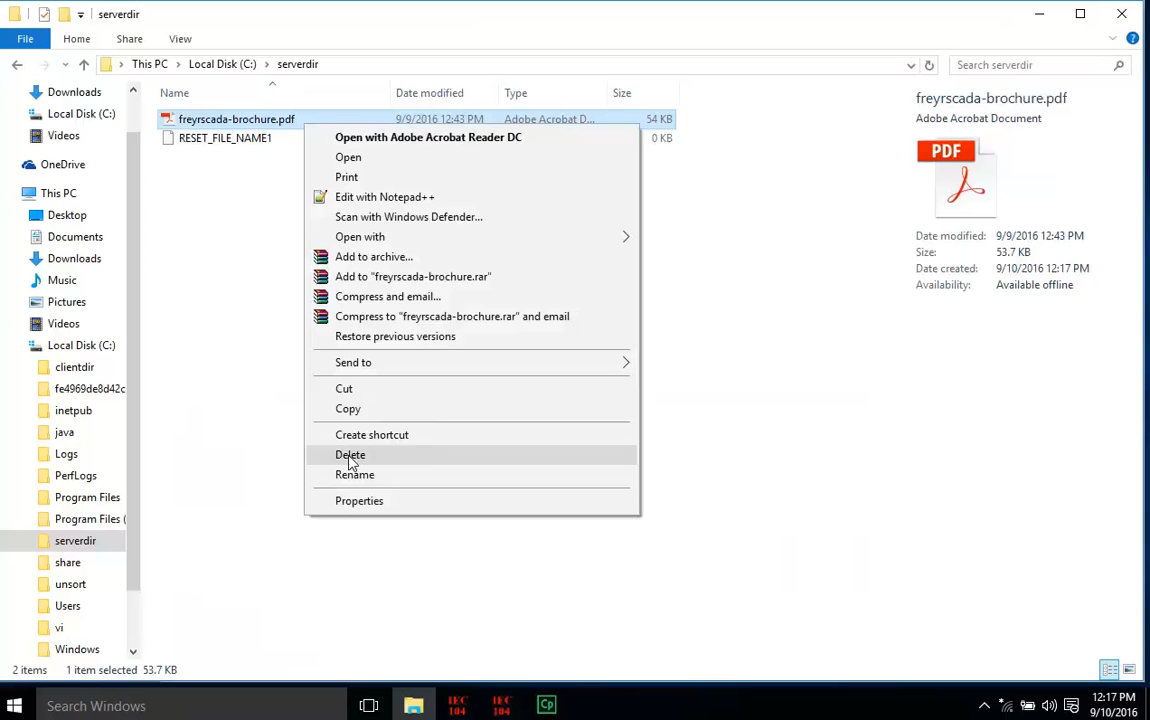 serverdir
File Home Share View
This PC Local Disk (C:) serverdir Search serverdir
Name Date modified Type Size
freyrscada-brochure.pdf 9/9/2016 12:43 PM Adobe Acrobat D... 54 KB
RESET_FILE_NAME1 0 KB
Open with Adobe Acrobat Reader DC
Open
Print
Edit with Notepad++
Scan with Windows Defender...
Open with
Add to archive...
Add to "freyrscada-brochure.rar"
Compress and email...
Compress to "freyrscada-brochure.rar" and email
Restore previous versions
Send to
Cut
Copy
Create shortcut
Delete
Rename
Properties
Downloads
Local Disk (C:)
Videos
OneDrive
This PC
Desktop
Documents
Downloads
Music
Pictures
Videos
Local Disk (C:)
clientdir
fe4969de8d42c
inetpub
java
Logs
PerfLogs
Program Files
Program Files (
serverdir
share
unsort
Users
vi
Windows
freyrscada-brochure.pdf
Adobe Acrobat Document
PDF
Date modified: 9/9/2016 12:43 PM
Size: 53.7 KB
Date created: 9/10/2016 12:17 PM
Availability: Available offline
2 items 1 item selected 53.7 KB
Search Windows
IEC
104
IEC
104
Cp
12:17 PM
9/10/2016